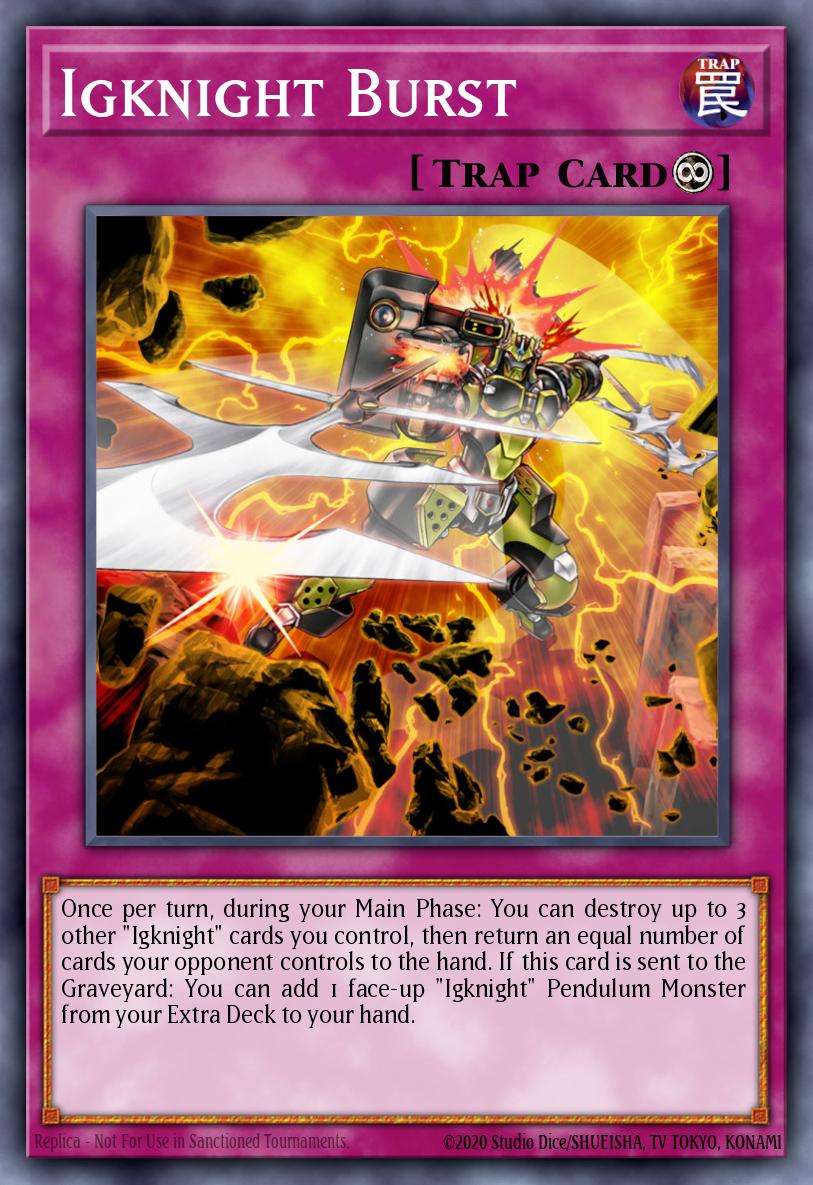 Igknight Burst
TRAP
罠
[ Trap Card ]
Once per turn, during your Main Phase: You can destroy up to 3
other "Igknight" cards you control, then return an equal number of
cards your opponent controls to the hand. If this card is sent to the
Graveyard: You can add 1 face-up "Igknight" Pendulum Monster
from your Extra Deck to your hand.
Replica - Not For Use in Sanctioned Tournaments.
©2020 Studio Dice/SHUEISHA, TV TOKYO, KONAMI